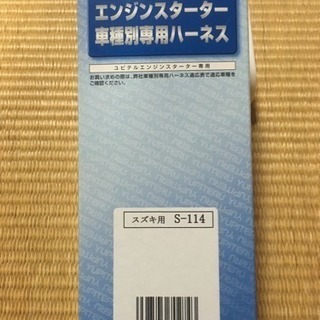 エンジンスターター
車種別専用ハーネス
ユピテルエンジンスターター専用
お買い求めの際は、弊社車種別専用ハーネス適応表で適応車種を
ご確認ください。
スズキ用 S-114